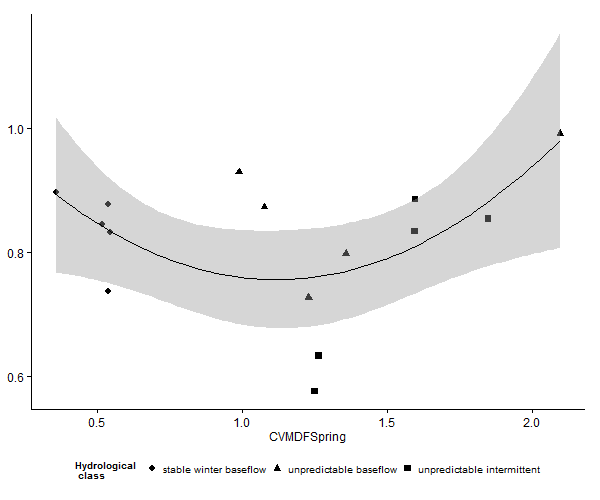 1.0
0.8
0.6
0.5 1.0 1.5 2.0
CVMDFSpring
Hydrological
class
stable winter baseflow unpredictable baseflow unpredictable intermittent